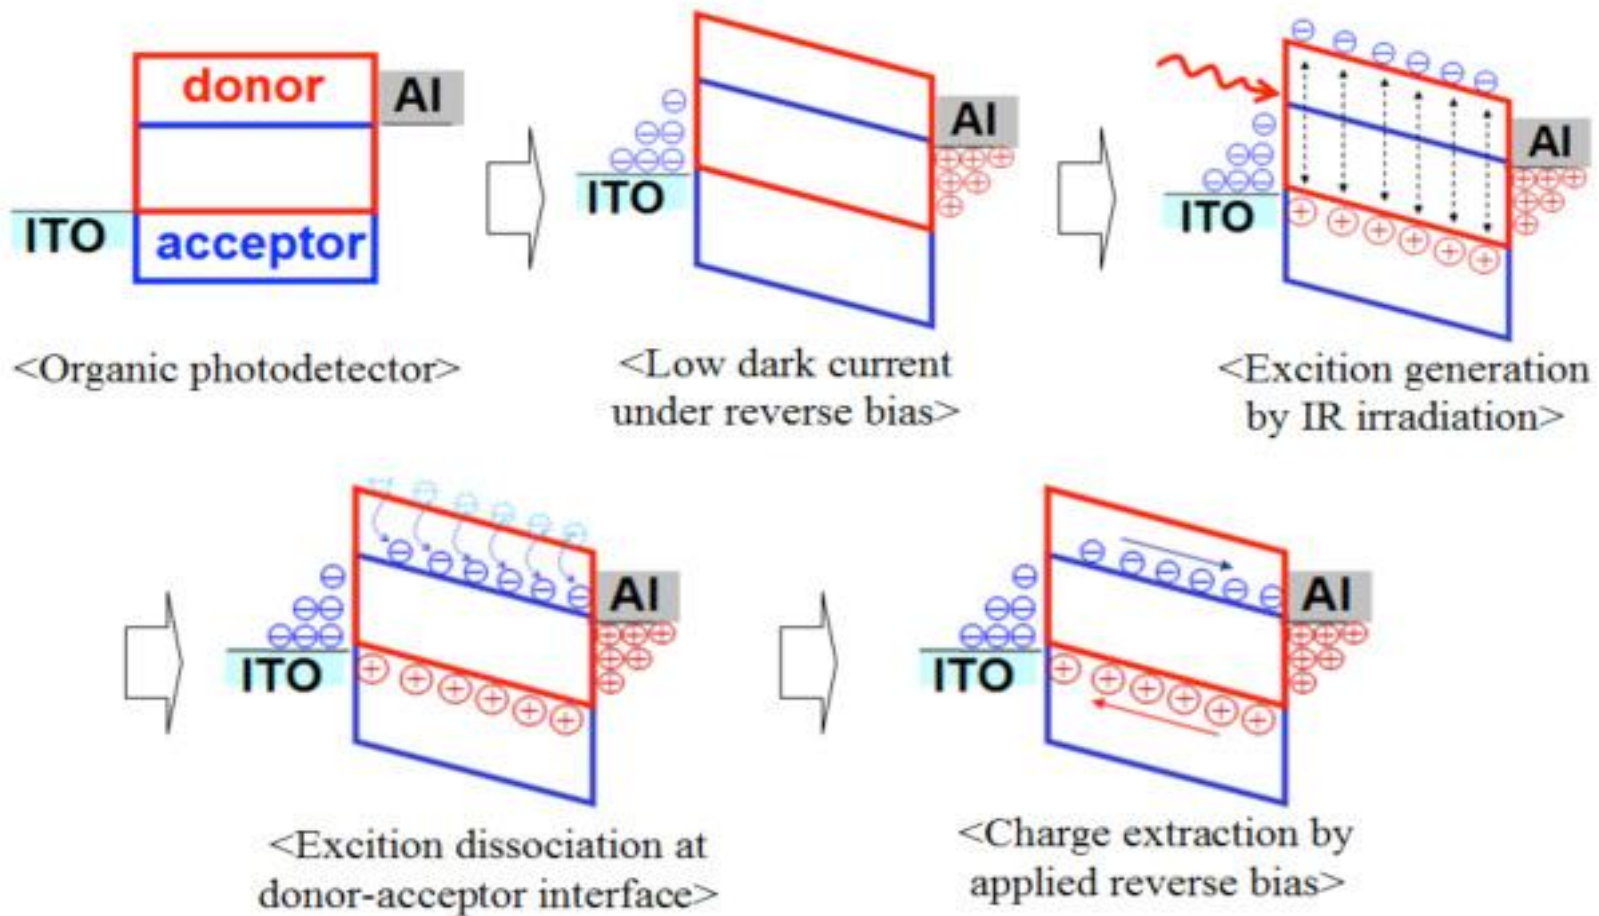 donor
Al
ITO
acceptor
<Organic photodetector>
Al
ITO
<Low dark current
under reverse bias>
Al
ITO
<Excition generation
by IR irradiation>
Al
ITO
<Excition dissociation at
donor-acceptor interface>
Al
ITO
<Charge extraction by
applied reverse bias>